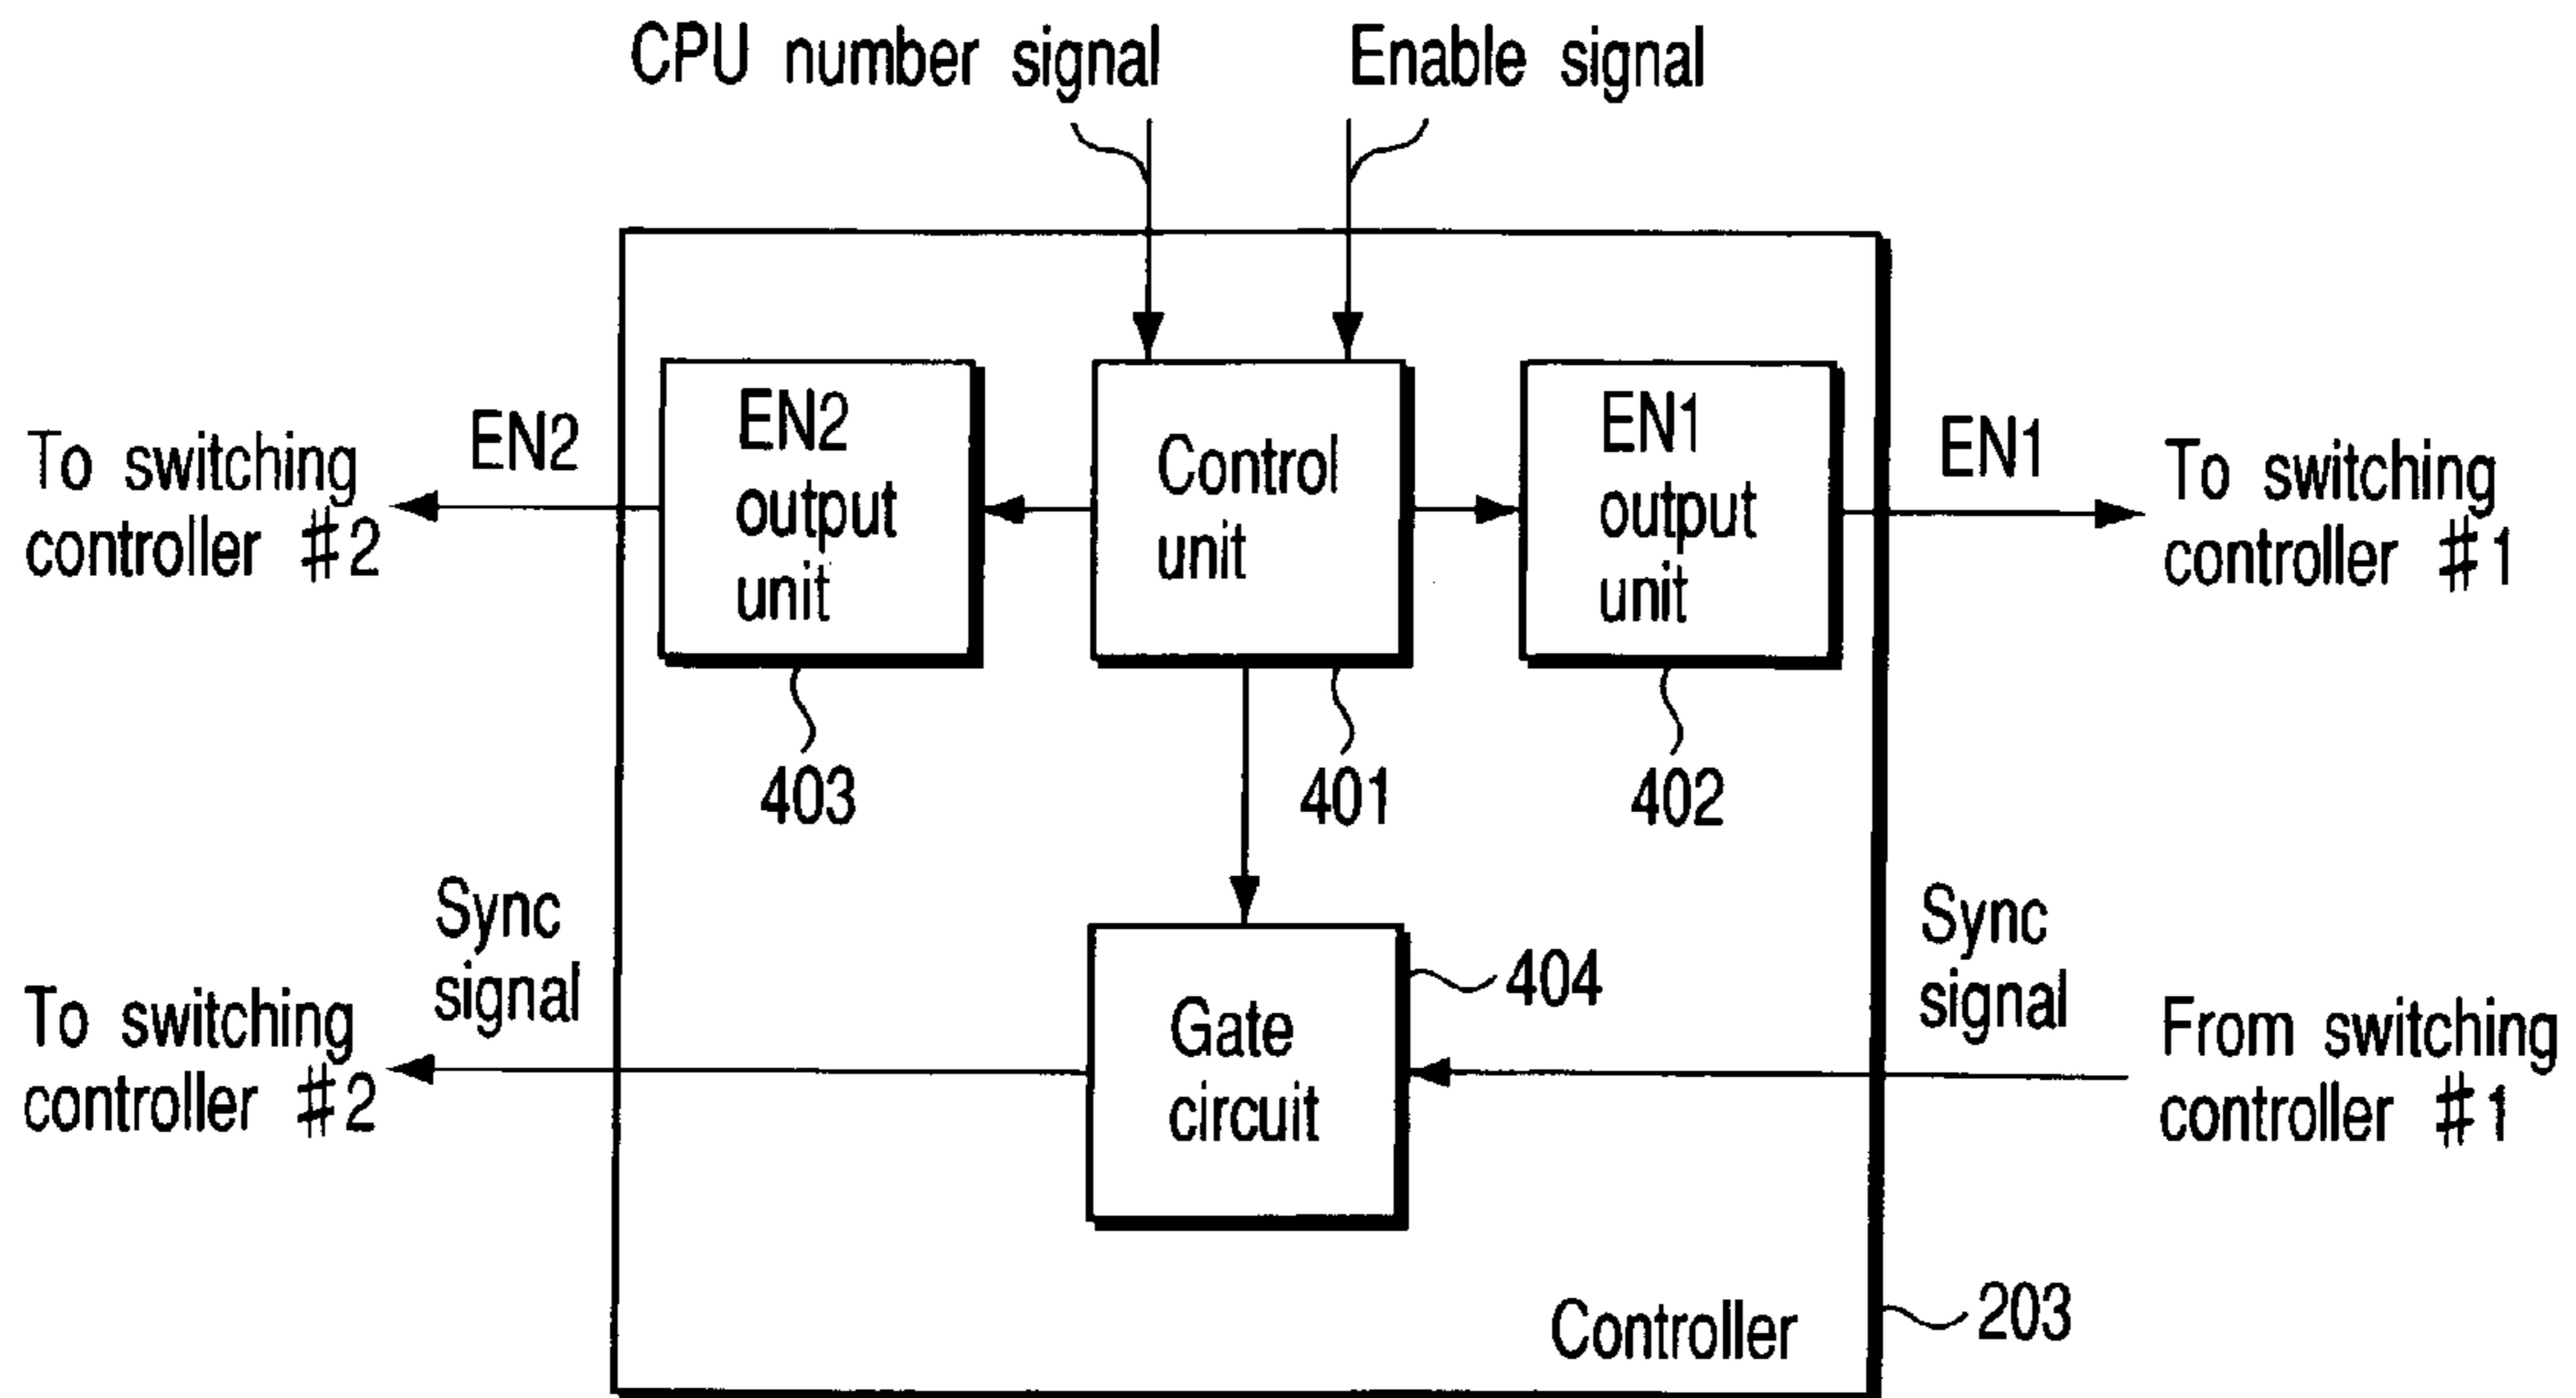 CPU number signal
Enable signal
EN2
output
unit
Control
unit
EN1
output
unit
EN2
To switching
controller #2
EN1
To switching
controller #1
403
401
402
Sync
signal
To switching
controller #2
Gate
circuit
404
Sync
signal
From switching
controller #1
Controller
203